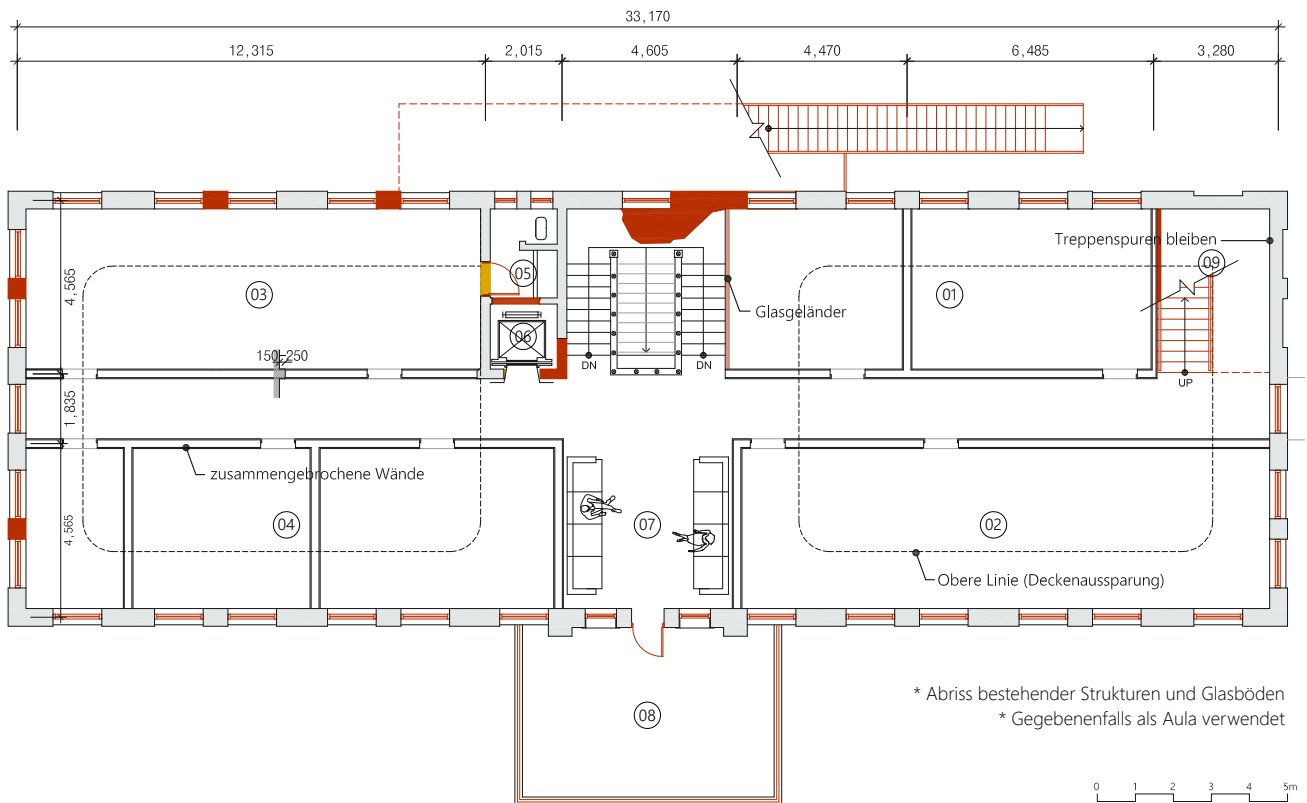 33,170
12,315 2,015 4,605 4,470 6,485 3,280
Treppenspuren bleiben
09
05
4,565
03
01
Glasgeländer
06
150-250
DN DN
UP
1,835
zusammengebrochene Wände
4,565
04
07
02
Obere Linie (Deckenaussparung)
08
* Abriss bestehender Strukturen und Glasböden
* Gegebenenfalls als Aula verwendet
0 1 2 3 4 5m